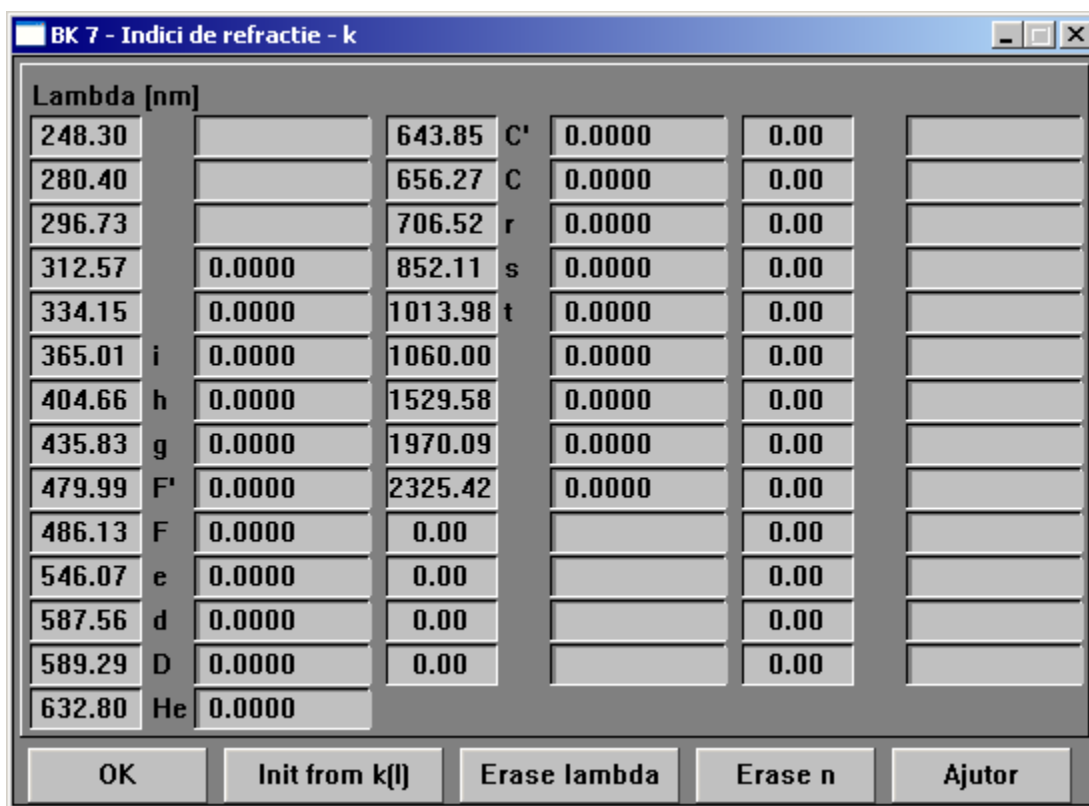 BK 7 - Indici de refractie - k
Lambda [nm]
248.30 643.85 C' 0.0000 0.00
280.40 656.27 C 0.0000 0.00
296.73 706.52 r 0.0000 0.00
312.57 0.0000 852.11 s 0.0000 0.00
334.15 0.0000 1013.98 t 0.0000 0.00
365.01 i 0.0000 1060.00 0.0000 0.00
404.66 h 0.0000 1529.58 0.0000 0.00
435.83 g 0.0000 1970.09 0.0000 0.00
479.99 F' 0.0000 2325.42 0.0000 0.00
486.13 F 0.0000 0.00 0.00
546.07 e 0.0000 0.00 0.00
587.56 d 0.0000 0.00 0.00
589.29 D 0.0000 0.00 0.00
632.80 He 0.0000
OK Init from k(l) Erase lambda Erase n Ajutor